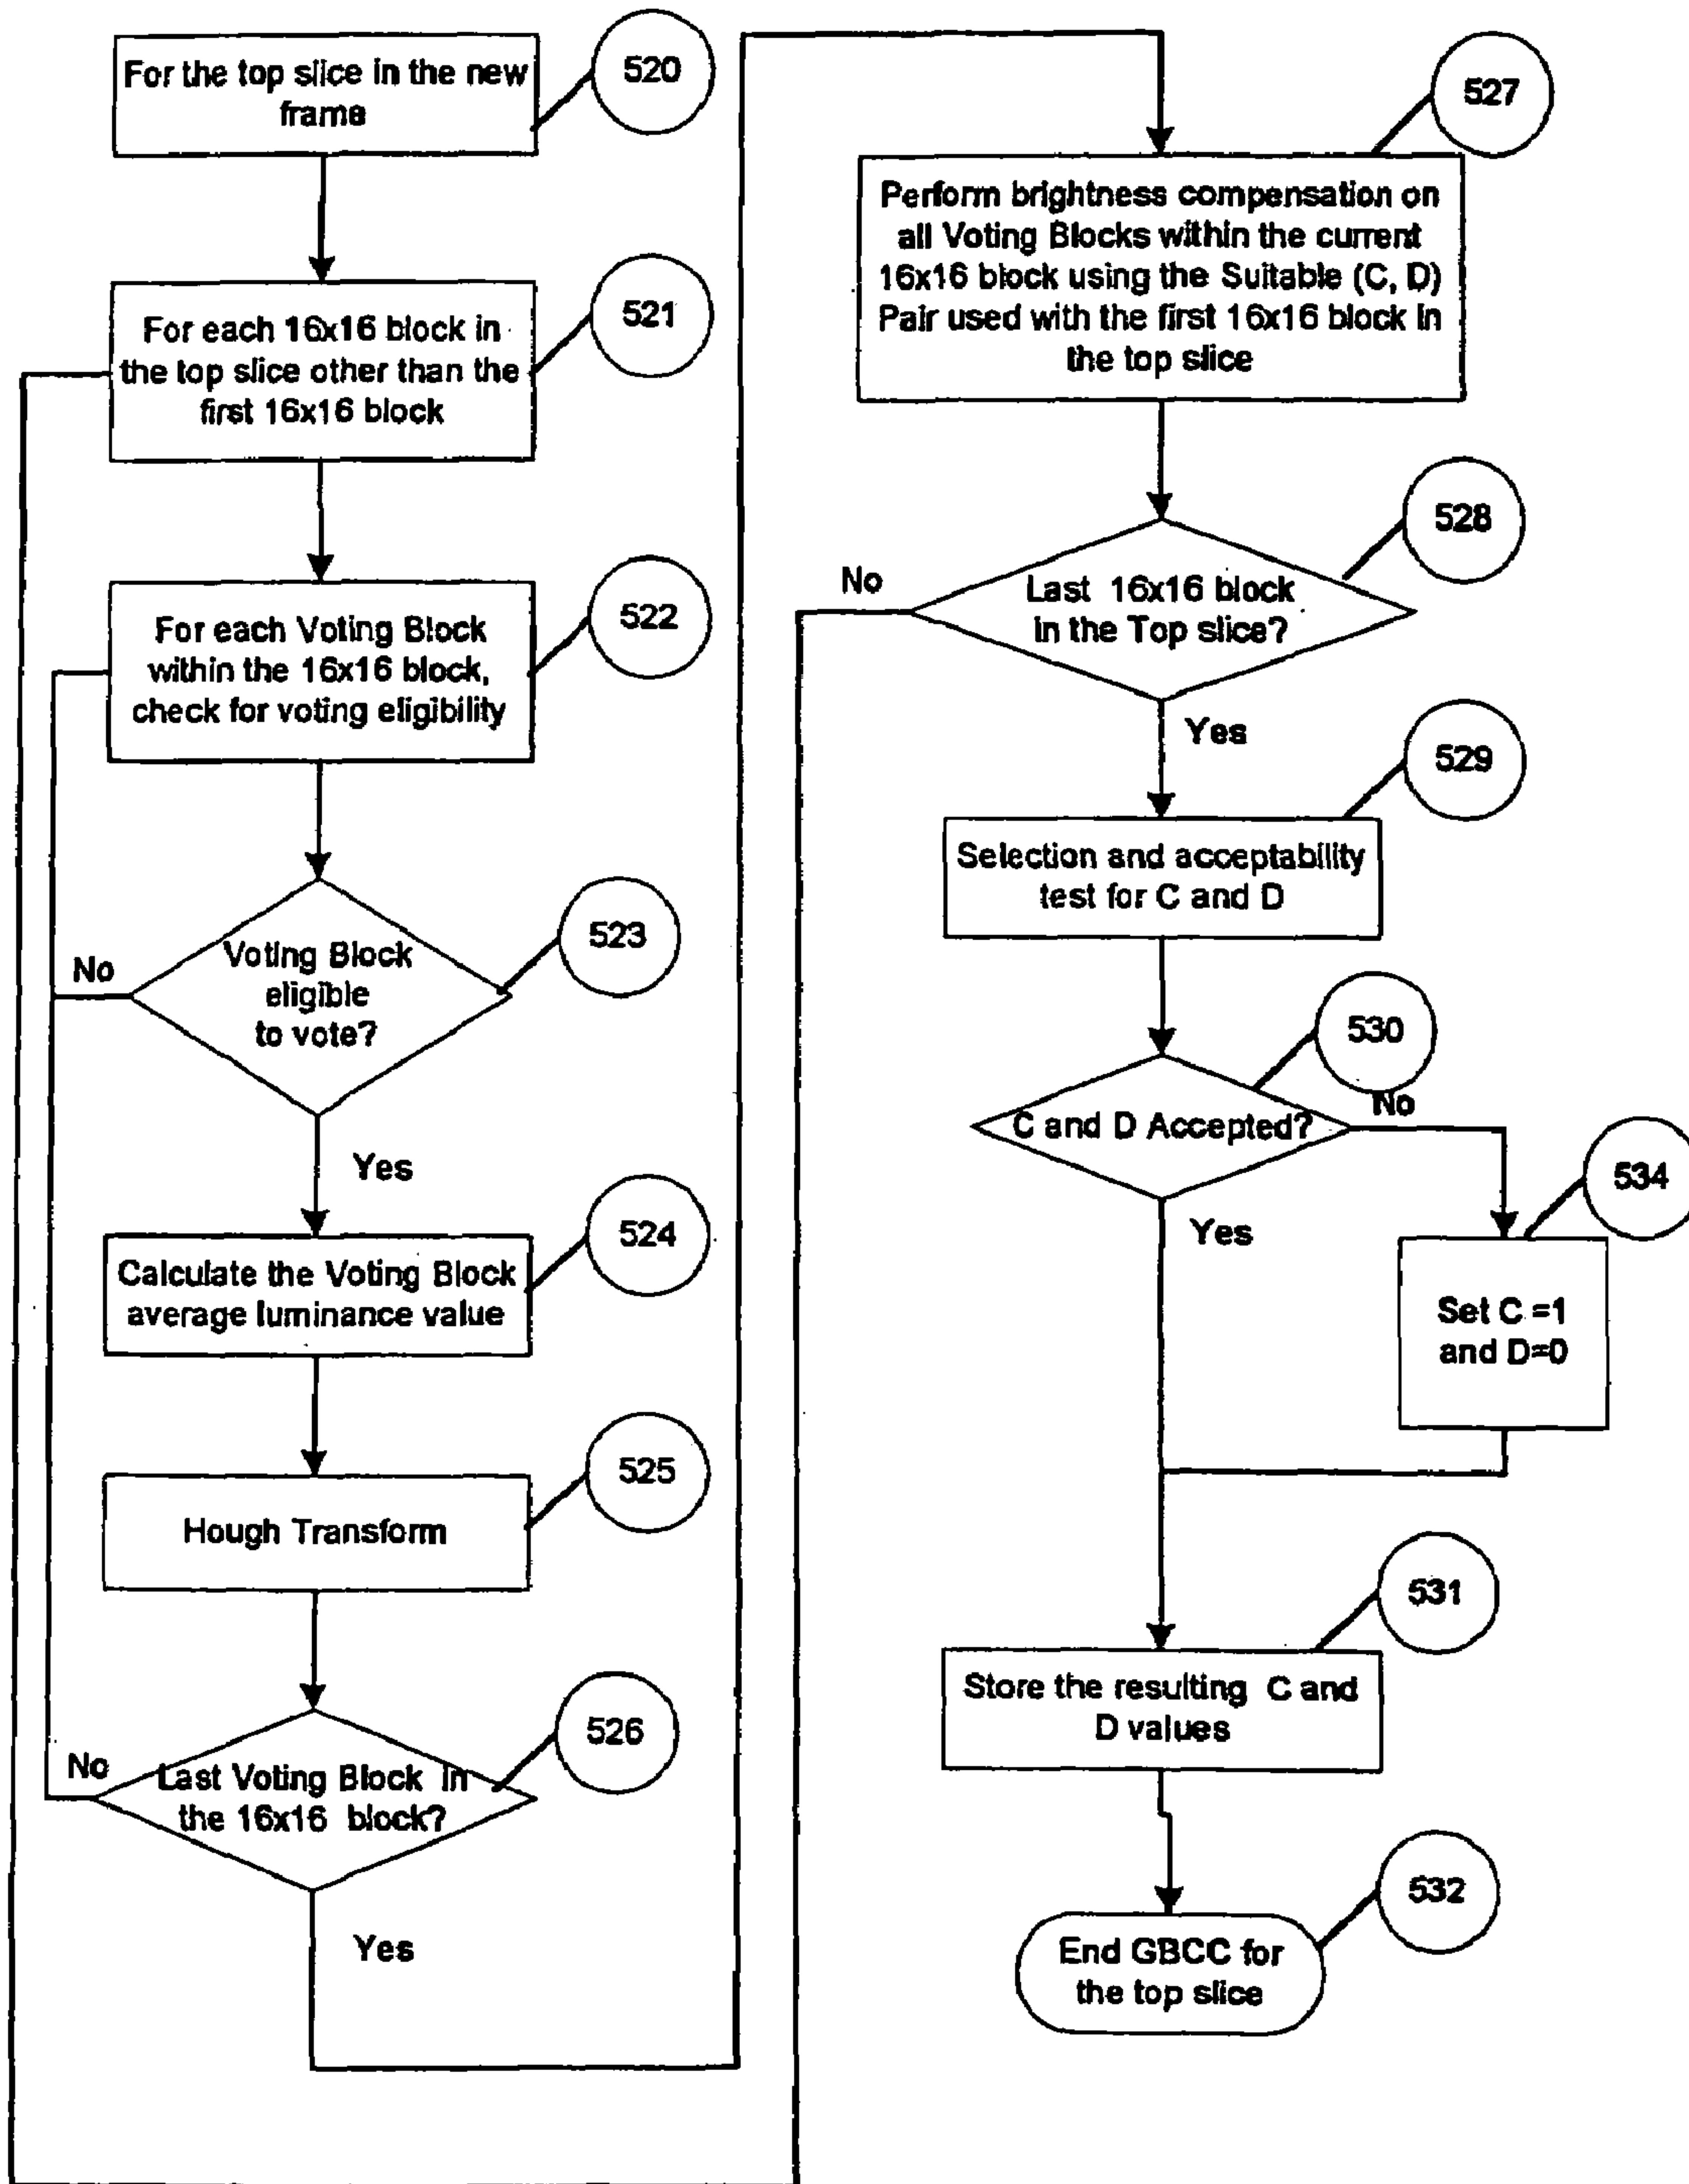 For the top slice in the new
frame
520
For each 16x16 block in
the top slice other than the
first 16x16 block
521
For each Voting Block
within the 16x16 block,
check for voting eligibility
522
Voting Block
eligible
to vote?
523
No
Yes
Calculate the Voting Block
average luminance value
524
Hough Transform
525
Last Voting Block in
the 16x16 block?
526
No
Yes
Perform brightness compensation on
all Voting Blocks within the current
16x16 block using the Suitable (C, D)
Pair used with the first 16x16 block in
the top slice
527
Last 16x16 block
in the Top slice?
528
No
Yes
Selection and acceptability
test for C and D
529
C and D Accepted?
530
No
Yes
Set C =1
and D=0
534
Store the resulting C and
D values
531
End GBCC for
the top slice
532